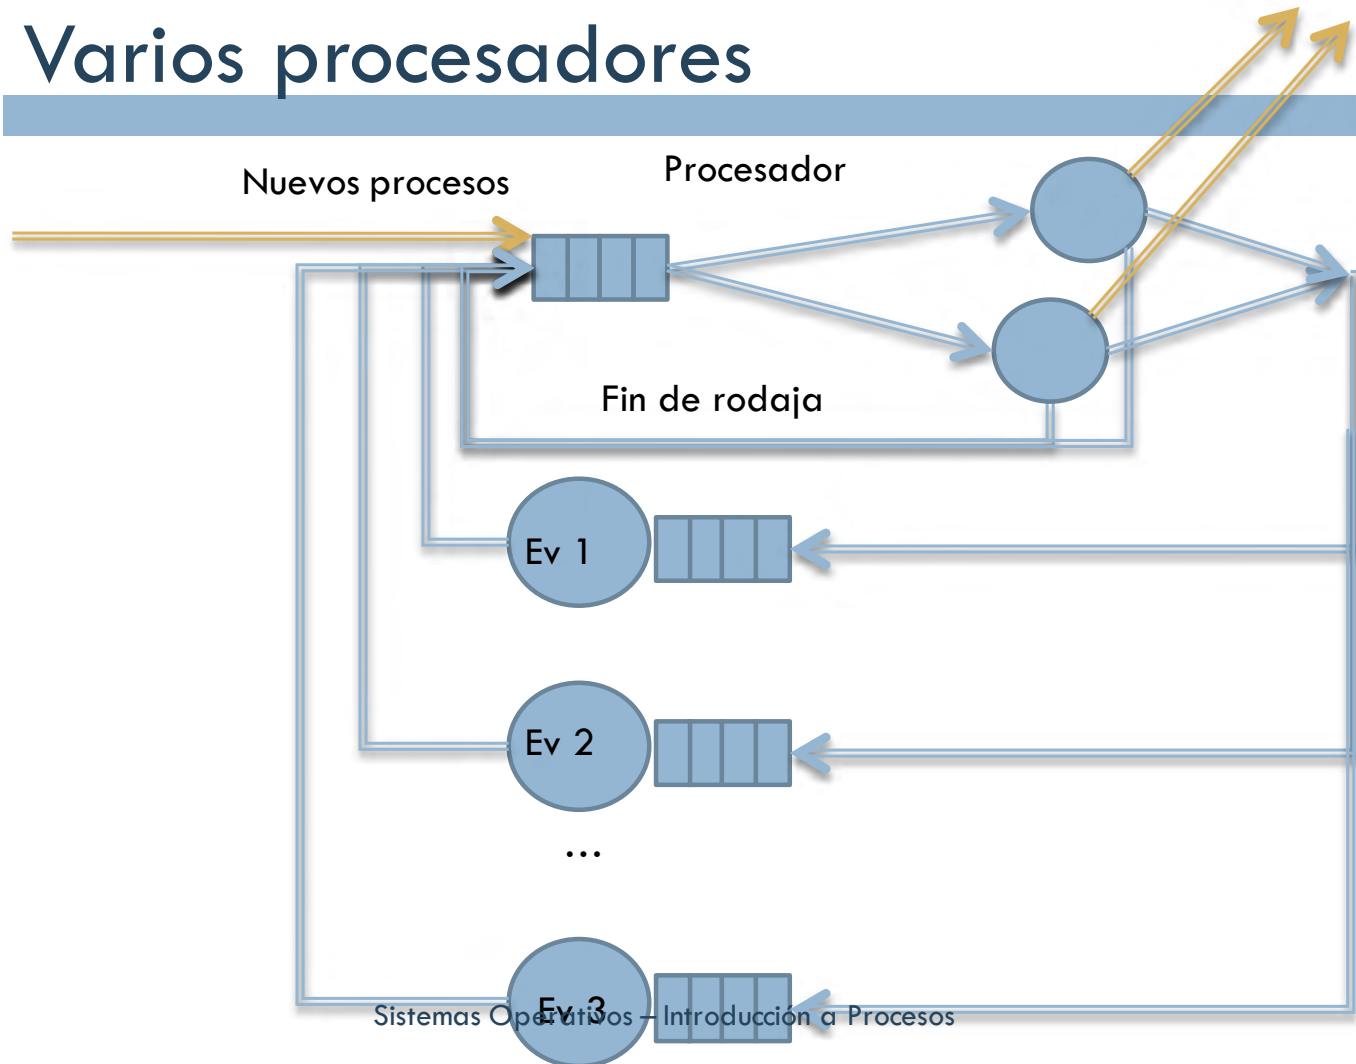 Varios procesadores
Nuevos procesos
Procesador
Fin de rodaja
Ev 1
Ev 2
...
Ev 3
Sistemas Operativos – Introducción a Procesos